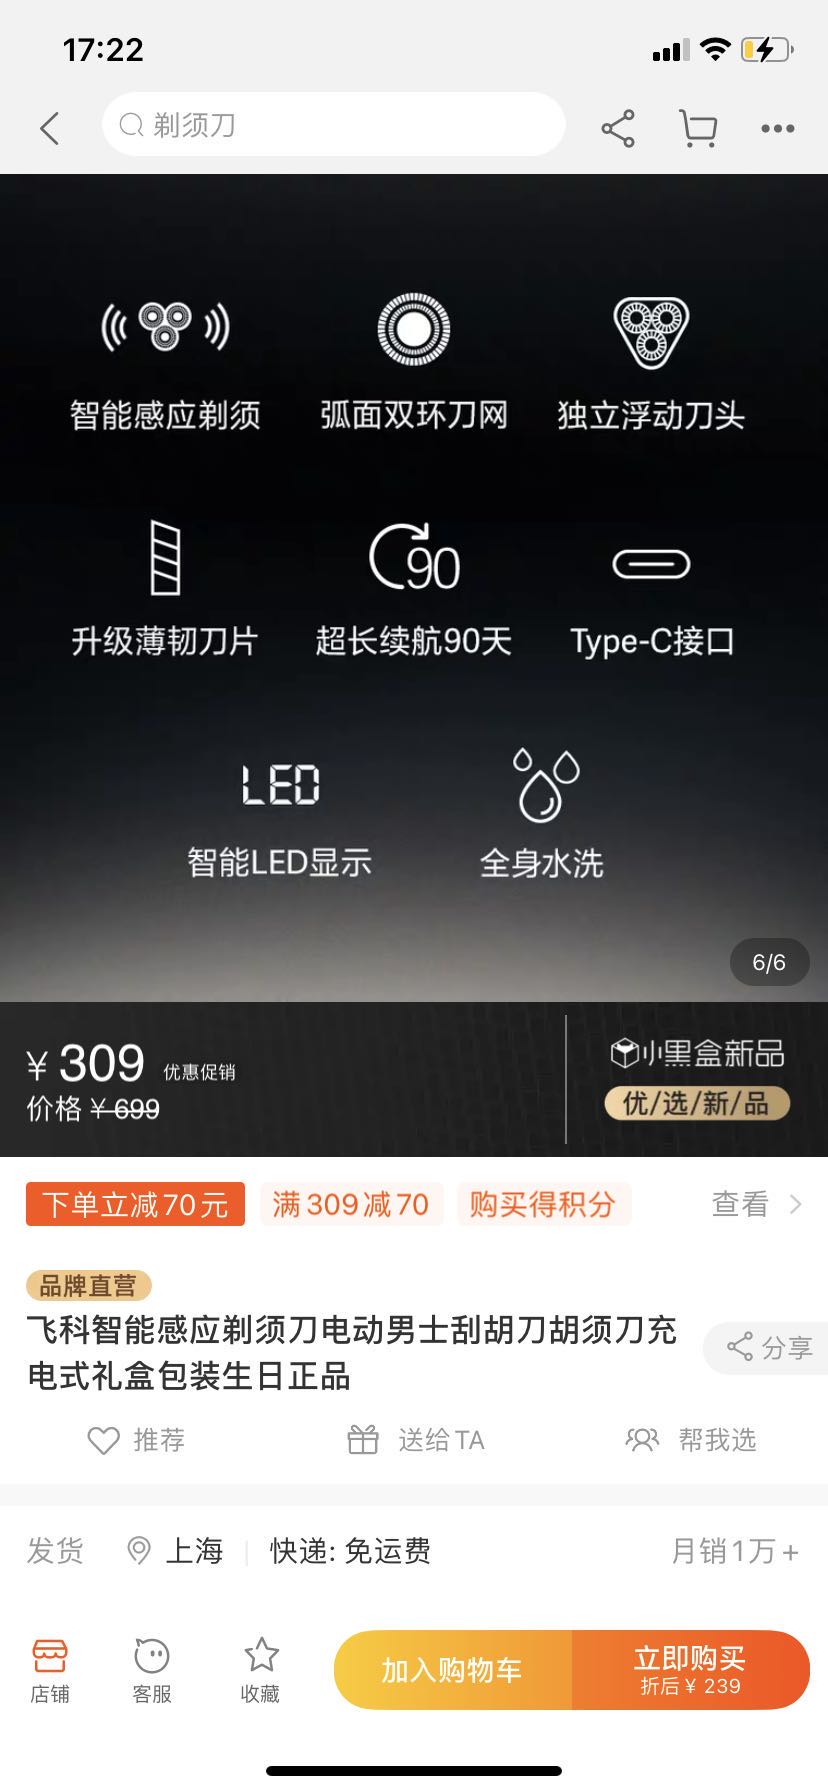 17:22
剃须刀
智能感应剃须 弧面双环刀网 独立浮动刀头
90
升级薄韧刀片 超长续航90天 Type-C接口
LED
智能LED显示 全身水洗
6/6
¥ 309 优惠促销
价格 ¥ 699
小黑盒新品
优/选/新/品
下单立减70元 满309减70 购买得积分 查看
品牌直营
飞科智能感应剃须刀电动男士刮胡刀胡须刀充
电式礼盒包装生日正品
分享
推荐 送给TA 帮我选
发货 上海 快递: 免运费 月销1万+
店铺 客服 收藏
加入购物车
立即购买
折后 ¥ 239